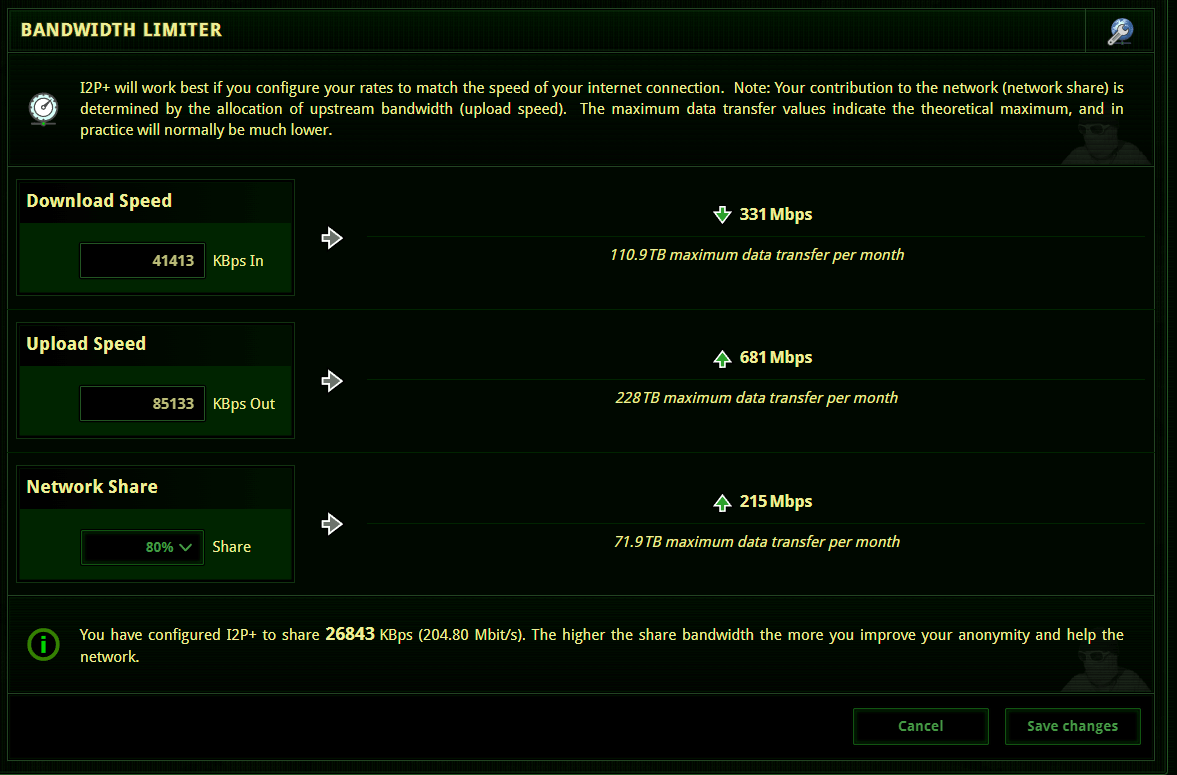 BANDWIDTH LIMITER
I2P+ will work best if you configure your rates to match the speed of your internet connection. Note: Your contribution to the network (network share) is
determined by the allocation of upstream bandwidth (upload speed). The maximum data transfer values indicate the theoretical maximum, and in
practice will normally be much lower.
Download Speed
41413 KBps In
331 Mbps
110.9 TB maximum data transfer per month
Upload Speed
85133 KBps Out
681 Mbps
228 TB maximum data transfer per month
Network Share
80% Share
215 Mbps
71.9 TB maximum data transfer per month
You have configured I2P+ to share 26843 KBps (204.80 Mbit/s). The higher the share bandwidth the more you improve your anonymity and help the
network.
Cancel Save changes